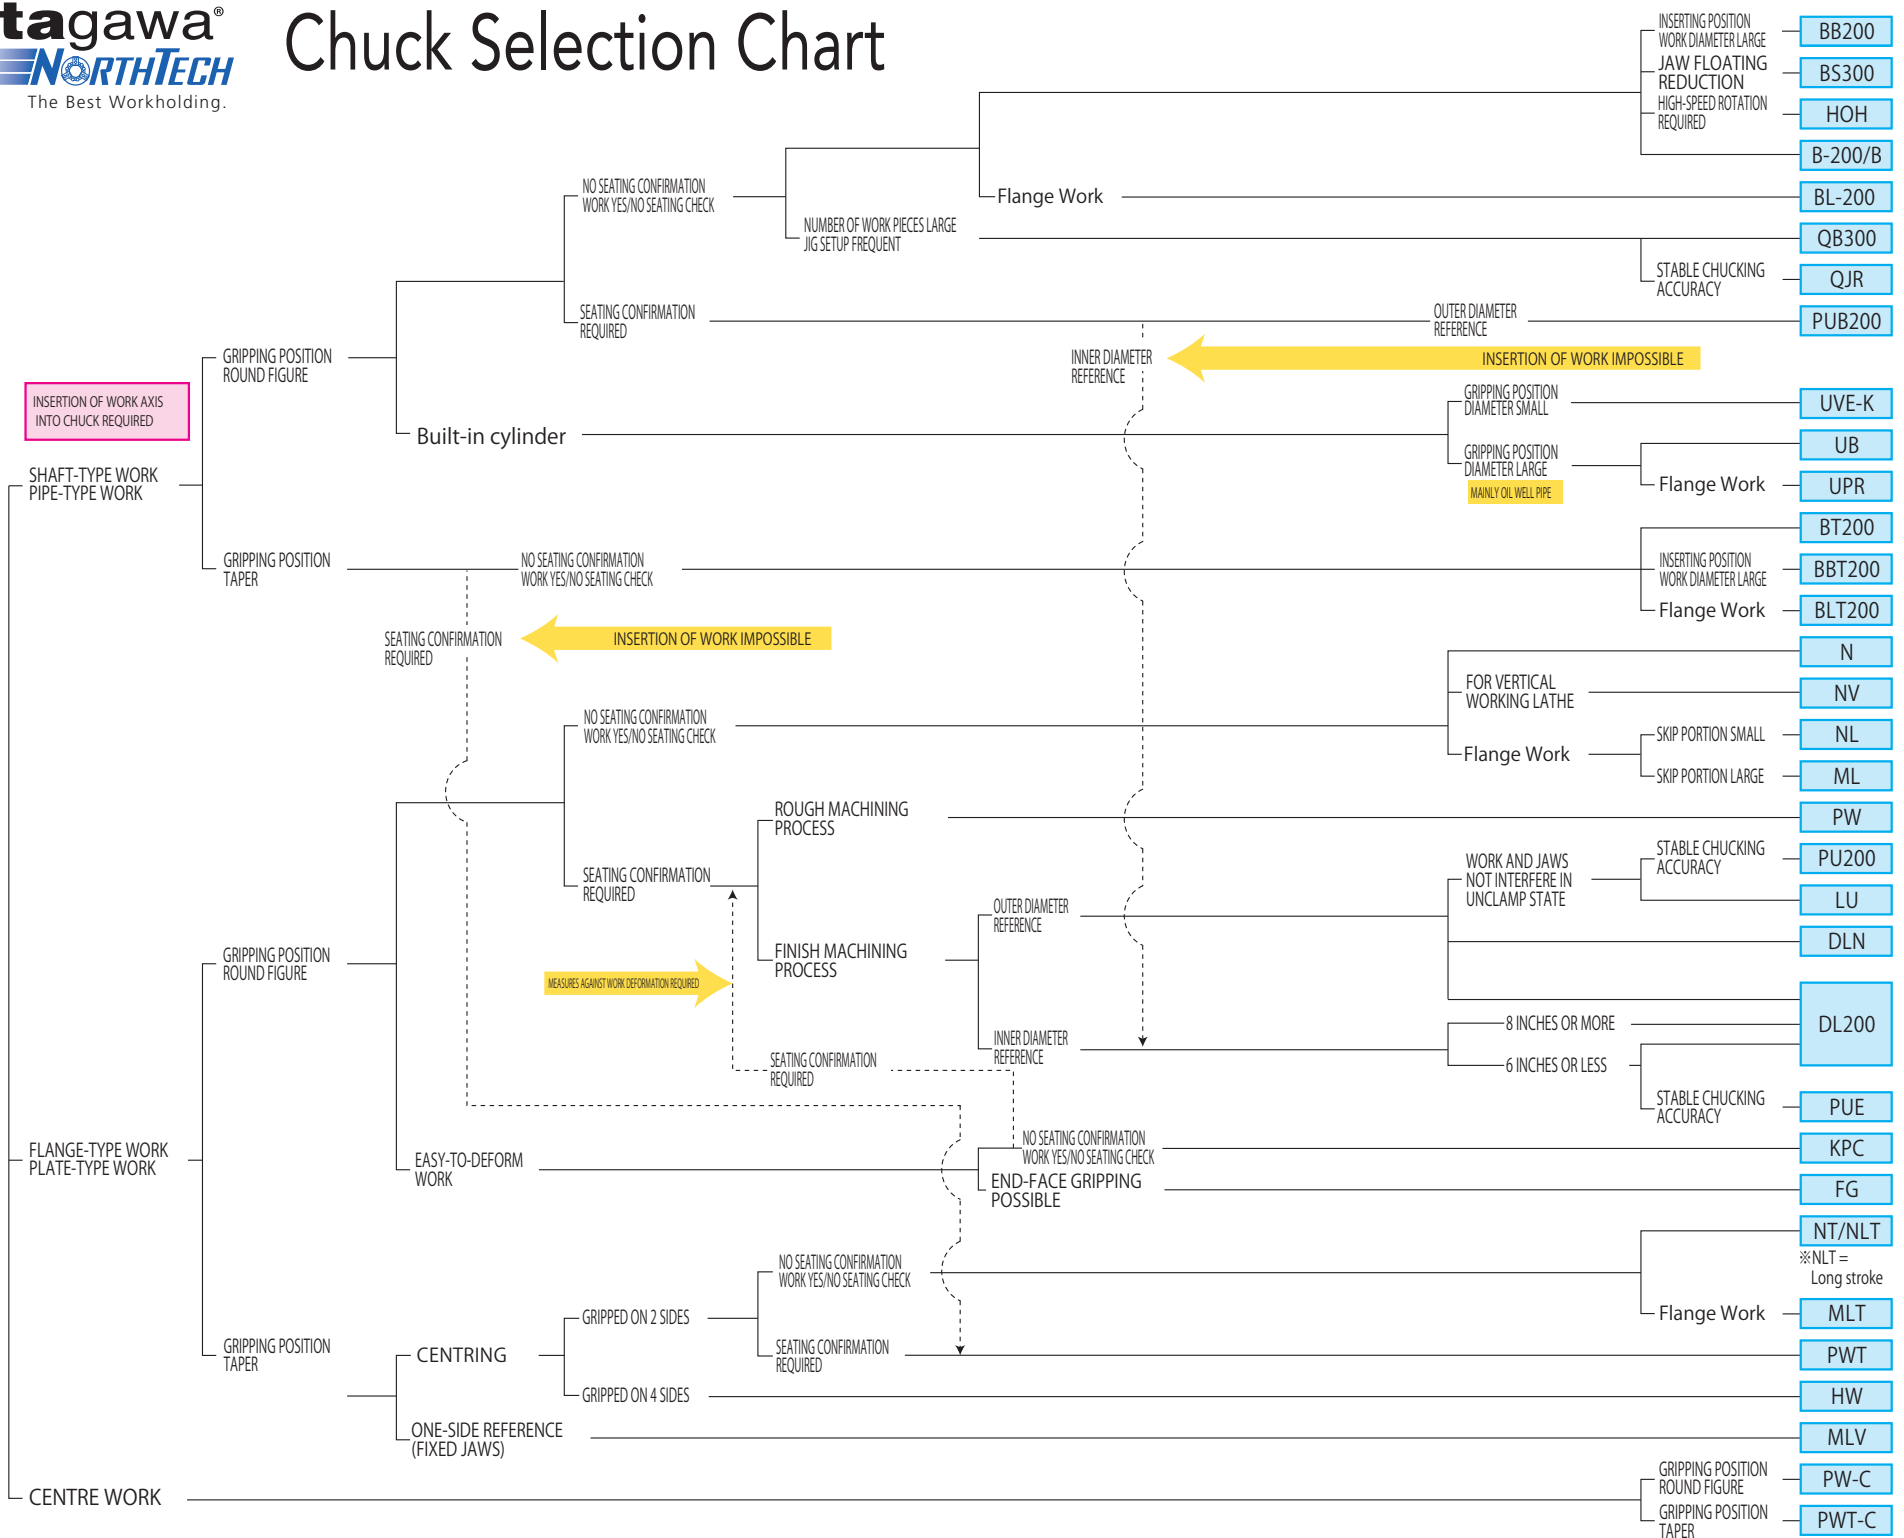 tagawa®
NORTHTECH
The Best Workholding.
Chuck Selection Chart
INSERTING POSITION
WORK DIAMETER LARGE
BB200
JAW FLOATING
REDUCTION
BS300
HIGH-SPEED ROTATION
REQUIRED
HOH
B-200/B
NO SEATING CONFIRMATION
WORK YES/NO SEATING CHECK
Flange Work
BL-200
NUMBER OF WORK PIECES LARGE
JIG SETUP FREQUENT
QB300
STABLE CHUCKING
ACCURACY
QJR
SEATING CONFIRMATION
REQUIRED
OUTER DIAMETER
REFERENCE
PUB200
GRIPPING POSITION
ROUND FIGURE
INNER DIAMETER
REFERENCE
INSERTION OF WORK IMPOSSIBLE
INSERTION OF WORK AXIS
INTO CHUCK REQUIRED
GRIPPING POSITION
DIAMETER SMALL
UVE-K
Built-in cylinder
GRIPPING POSITION
DIAMETER LARGE
MAINLY OIL WELL PIPE
UB
Flange Work
UPR
SHAFT-TYPE WORK
PIPE-TYPE WORK
BT200
GRIPPING POSITION
TAPER
NO SEATING CONFIRMATION
WORK YES/NO SEATING CHECK
INSERTING POSITION
WORK DIAMETER LARGE
BBT200
Flange Work
BLT200
SEATING CONFIRMATION
REQUIRED
INSERTION OF WORK IMPOSSIBLE
N
FOR VERTICAL
WORKING LATHE
NV
NO SEATING CONFIRMATION
WORK YES/NO SEATING CHECK
Flange Work
SKIP PORTION SMALL
NL
SKIP PORTION LARGE
ML
ROUGH MACHINING
PROCESS
PW
SEATING CONFIRMATION
REQUIRED
WORK AND JAWS
NOT INTERFERE IN
UNCLAMP STATE
STABLE CHUCKING
ACCURACY
PU200
LU
OUTER DIAMETER
REFERENCE
DLN
GRIPPING POSITION
ROUND FIGURE
FINISH MACHINING
PROCESS
MEASURES AGAINST WORK DEFORMATION REQUIRED
DL200
INNER DIAMETER
REFERENCE
8 INCHES OR MORE
6 INCHES OR LESS
SEATING CONFIRMATION
REQUIRED
STABLE CHUCKING
ACCURACY
PUE
FLANGE-TYPE WORK
PLATE-TYPE WORK
EASY-TO-DEFORM
WORK
NO SEATING CONFIRMATION
WORK YES/NO SEATING CHECK
KPC
END-FACE GRIPPING
POSSIBLE
FG
NT/NLT
※NLT =
Long stroke
NO SEATING CONFIRMATION
WORK YES/NO SEATING CHECK
Flange Work
MLT
GRIPPING POSITION
TAPER
CENTRING
GRIPPED ON 2 SIDES
SEATING CONFIRMATION
REQUIRED
PWT
GRIPPED ON 4 SIDES
HW
ONE-SIDE REFERENCE
(FIXED JAWS)
MLV
CENTRE WORK
GRIPPING POSITION
ROUND FIGURE
PW-C
GRIPPING POSITION
TAPER
PWT-C